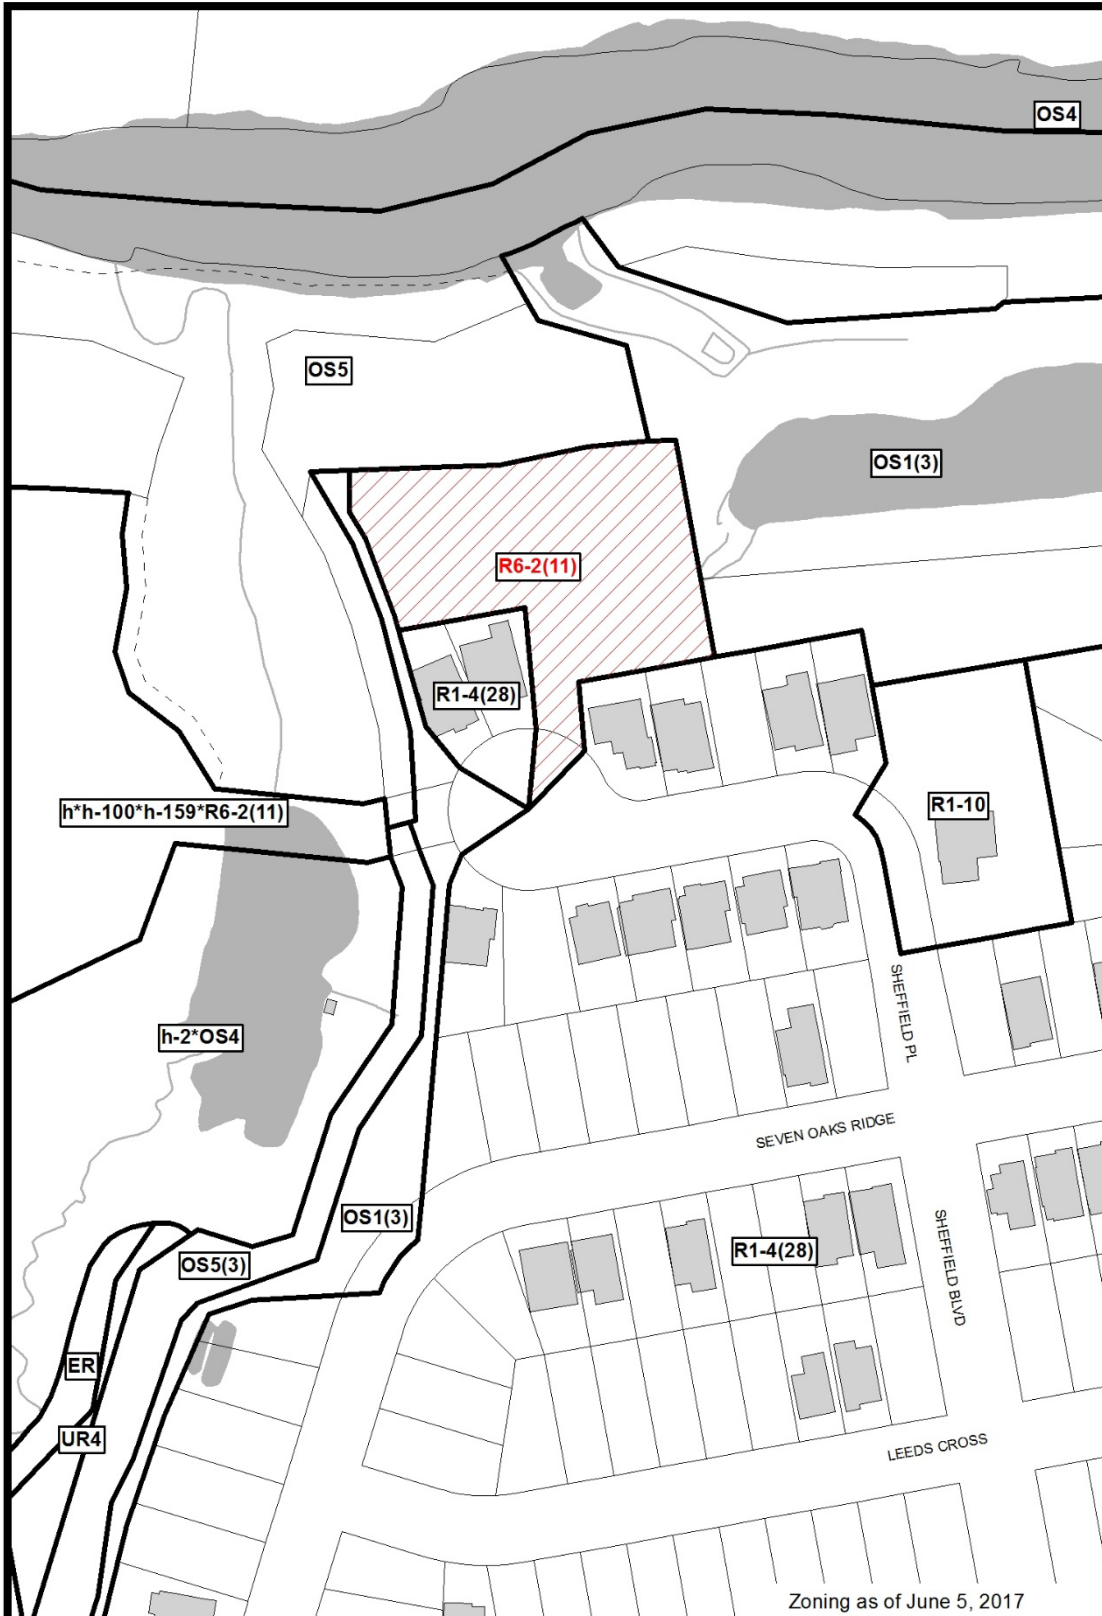 OS4
OS5
OS1(3)
R6-2(11)
R1-4(28)
h*h-100*h-159*R6-2(11)
R1-10
SHEFFIELD PL
h-2*OS4
SEVEN OAKS RIDGE
OS1(3)
SHEFFIELD BLVD
R1-4(28)
OS5(3)
ER
UR4
LEEDS CROSS
Zoning as of June 5, 2017